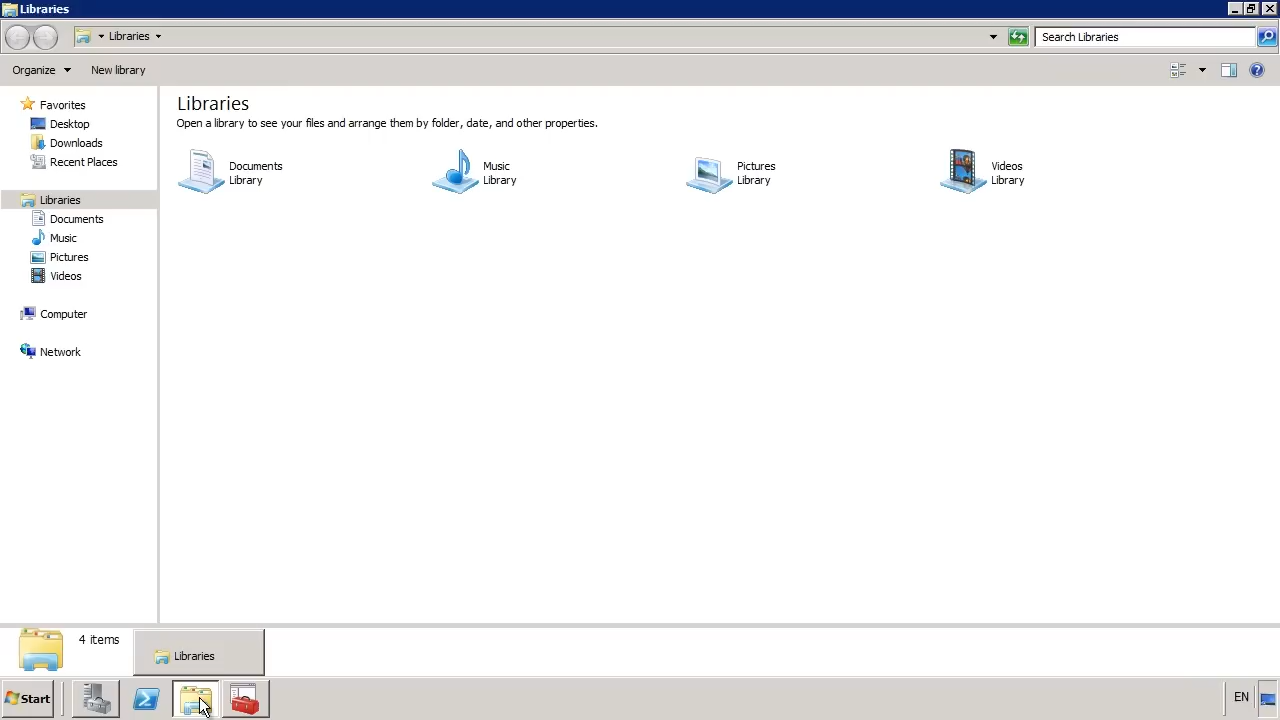 Libraries
Libraries
Search Libraries
Organize
New library
Favorites
Desktop
Downloads
Recent Places
Libraries
Documents
Music
Pictures
Videos
Computer
Network
Libraries
Open a library to see your files and arrange them by folder, date, and other properties.
Documents
Library
Music
Library
Pictures
Library
Videos
Library
4 items
Libraries
Start
EN